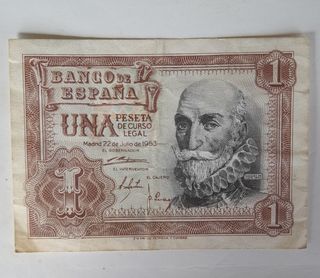 BANCO DE
ESPAÑA
1
UNA
PESETA
DE CURSO
LEGAL
Madrid 22 de Julio de 1953
EL GOBERNADOR
EL INTERVENTOR
EL CAJERO
1
1